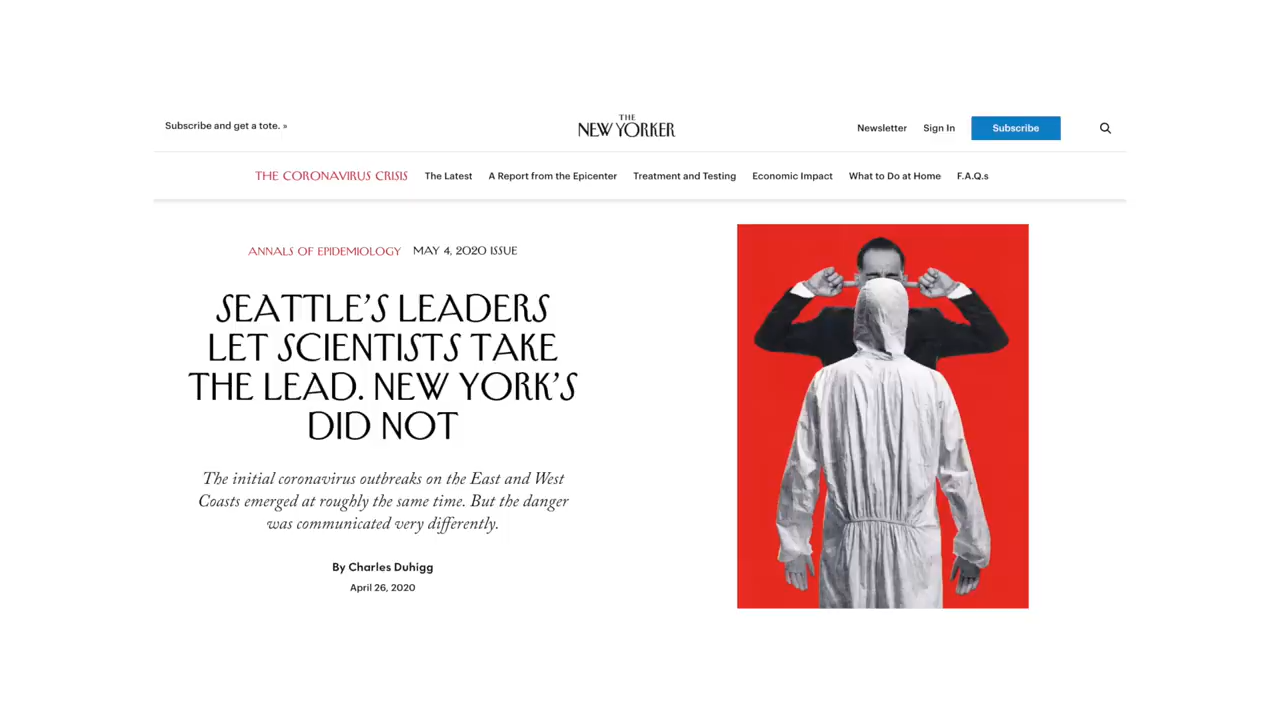 Subscribe and get a tote. »
THE
NEW YORKER
Newsletter Sign In Subscribe
THE CORONAVIRUS CRISIS The Latest A Report from the Epicenter Treatment and Testing Economic Impact What to Do at Home F.A.Q.s
ANNALS OF EPIDEMIOLOGY MAY 4, 2020 ISSUE
SEATTLE'S LEADERS
LET SCIENTISTS TAKE
THE LEAD. NEW YORK'S
DID NOT
The initial coronavirus outbreaks on the East and West
Coasts emerged at roughly the same time. But the danger
was communicated very differently.
By Charles Duhigg
April 26, 2020